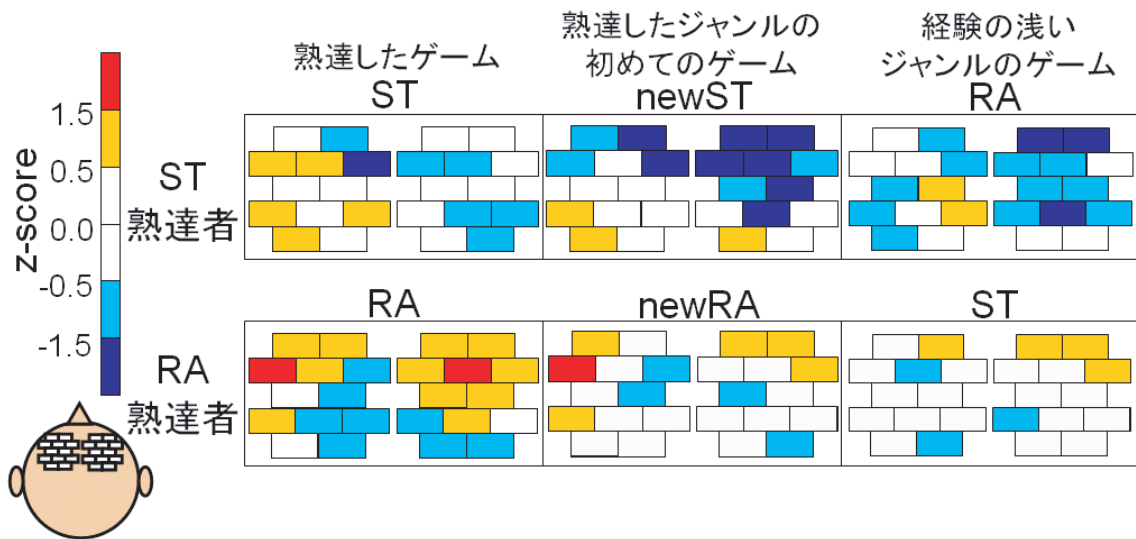 熟達したゲーム
ST
熟達したジャンルの
初めてのゲーム
newST
経験の浅い
ジャンルのゲーム
RA
z-score
1.5
0.5
0.0
-0.5
-1.5
ST
熟達者
RA
newRA
ST
RA
熟達者